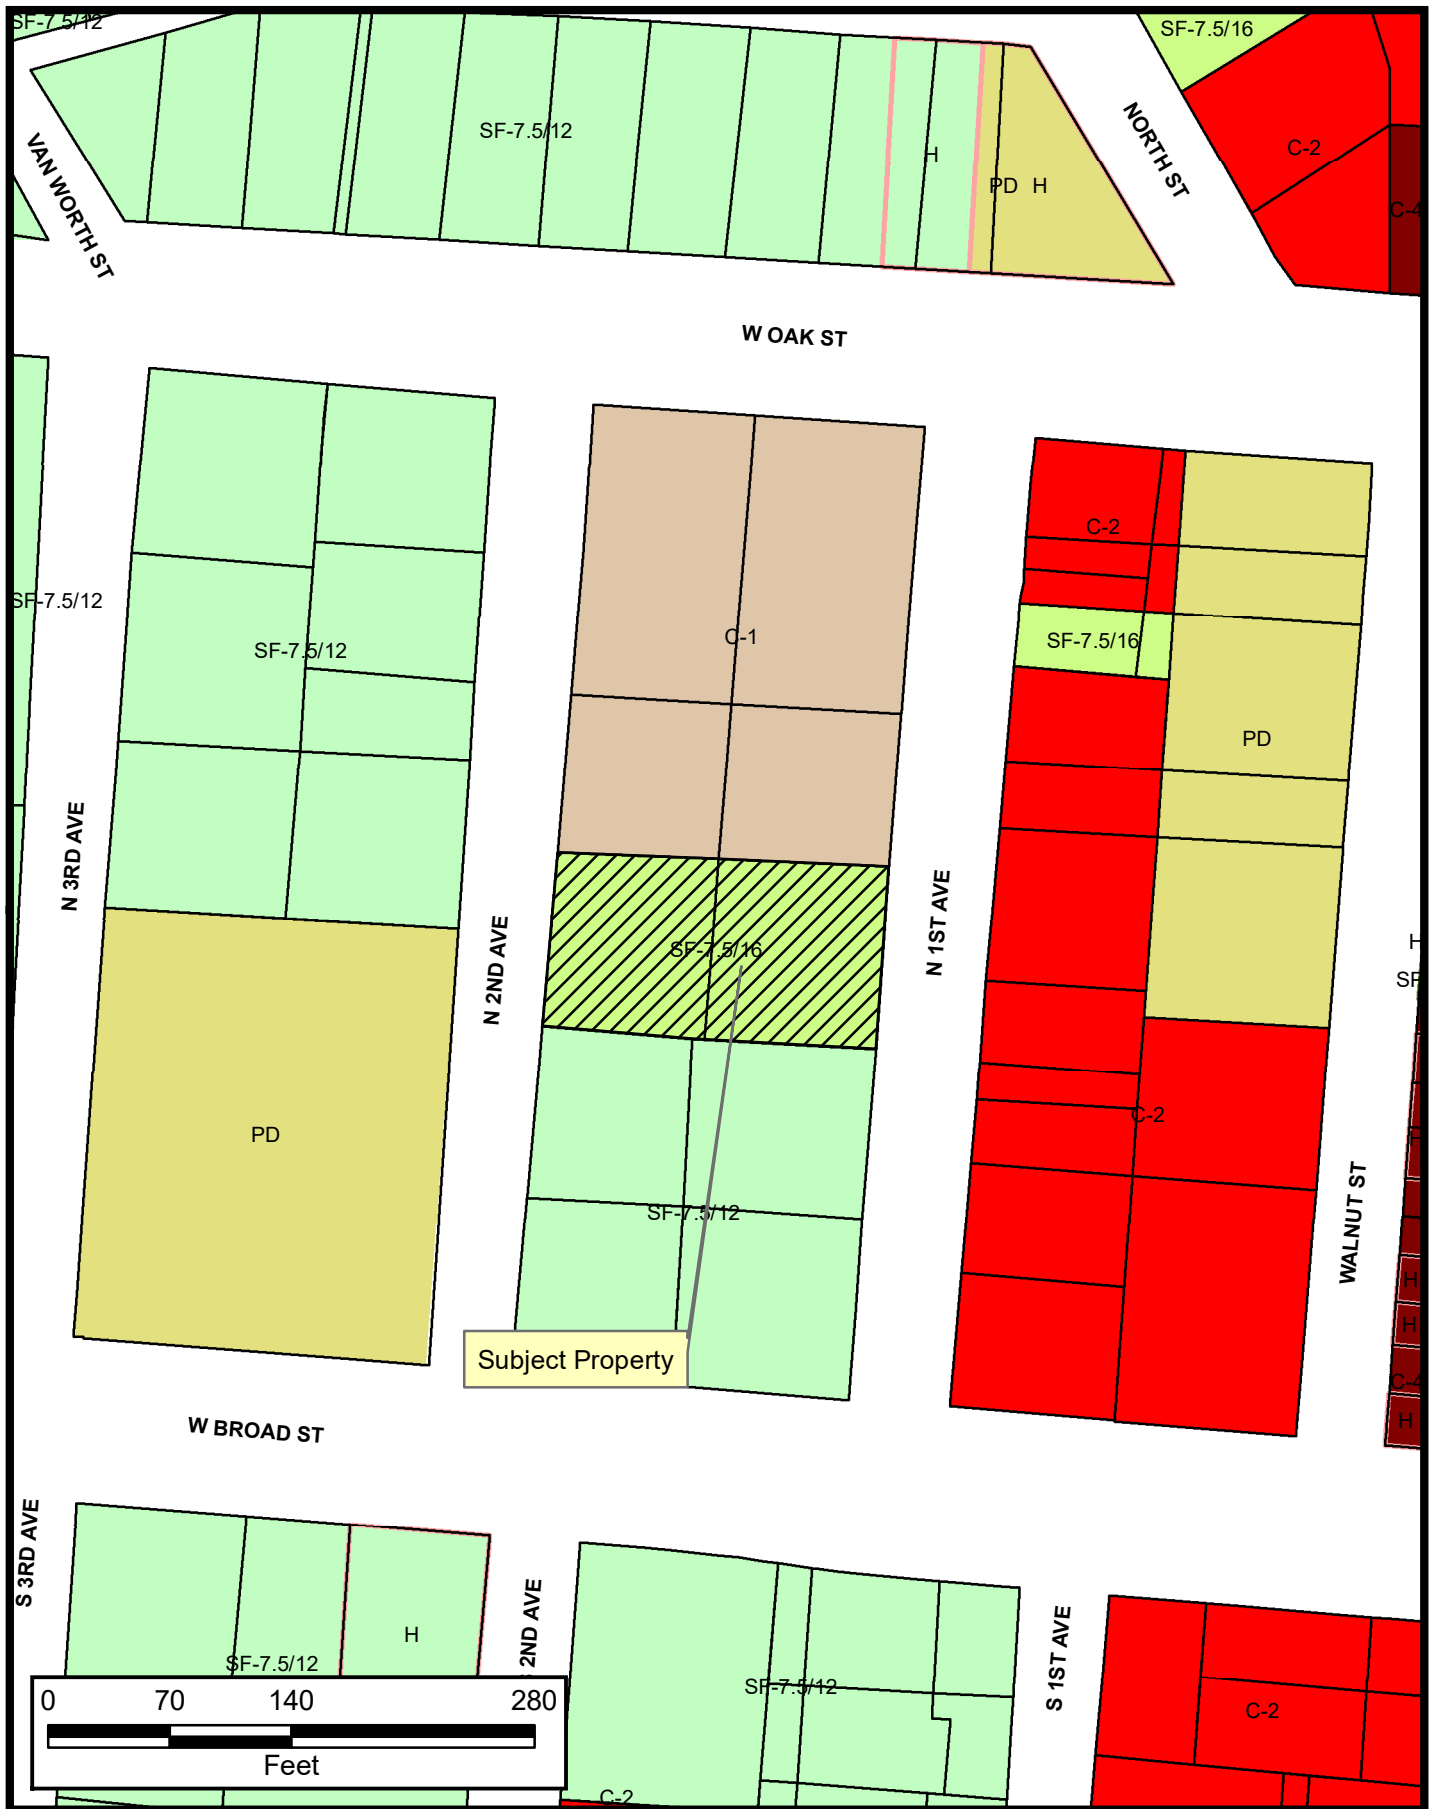 SF-7.5/12
SF-7.5/16
SF-7.5/12
NORTH ST
C-2
H
PD H
C-4
VAN WORTH ST
W OAK ST
C-2
SF-7.5/12
SF-7.5/12
C-1
SF-7.5/16
PD
N 3RD AVE
N 2ND AVE
N 1ST AVE
SF-7.5/16
H
SF
PD
C-2
SF-7.5/12
WALNUT ST
H
H
Subject Property
C-4
H
W BROAD ST
S 3RD AVE
H
SF-7.5/12
2ND AVE
SF-7.5/12
S 1ST AVE
C-2
0 70 140 280
Feet
C-2